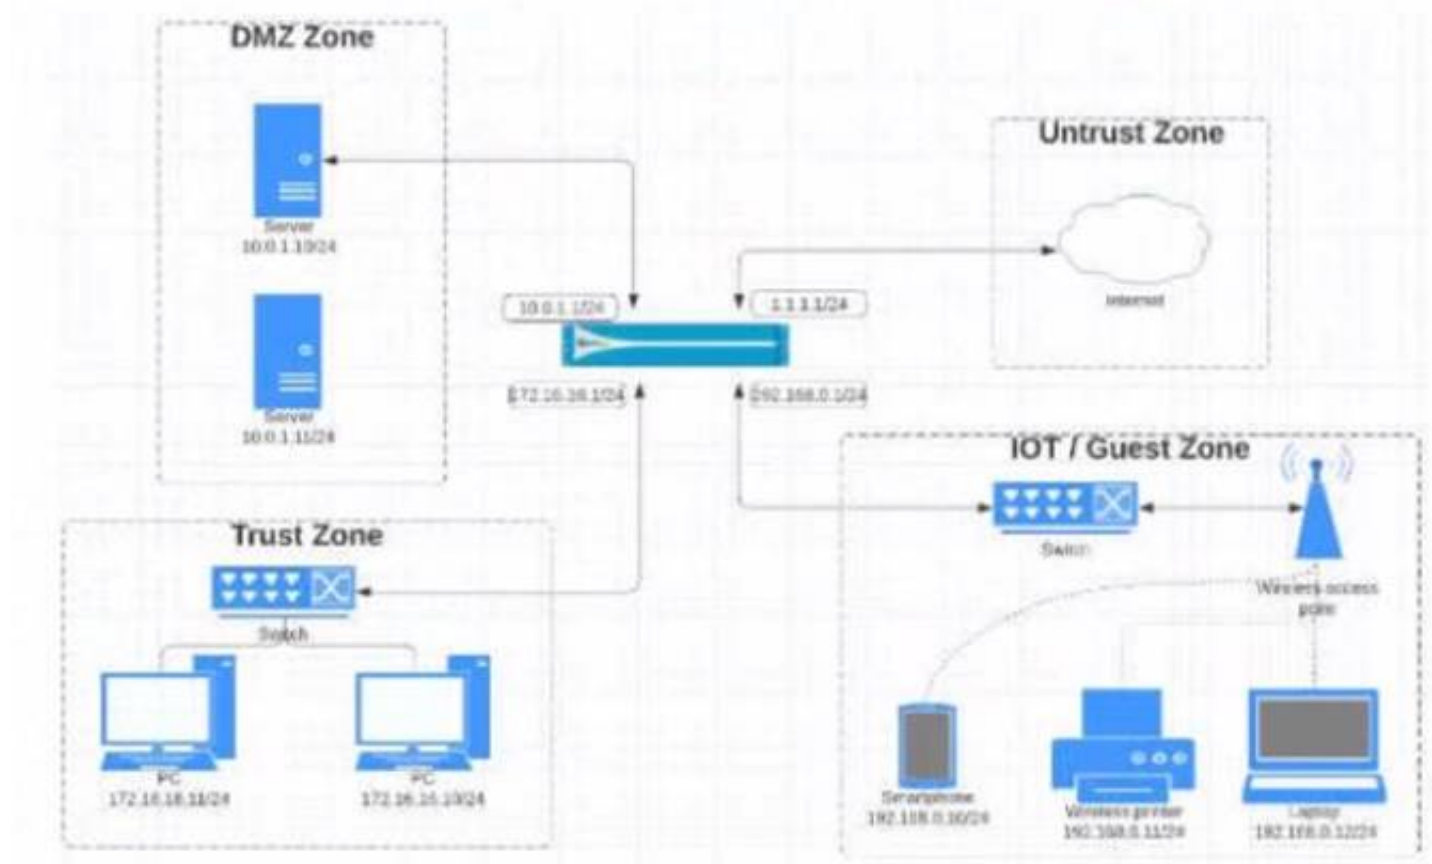 DMZ Zone
Server
10.0.1.10/24
Server
10.0.1.11/24
Untrust Zone
Internet
10.0.1.1/24
1.1.1.1/24
172.16.16.1/24
192.168.0.1/24
Trust Zone
Switch
PC
172.16.16.11/24
PC
172.16.16.10/24
IOT / Guest Zone
Switch
Wireless access
point
Smartphone
192.168.0.10/24
Wireless printer
192.168.0.11/24
Laptop
192.168.0.12/24